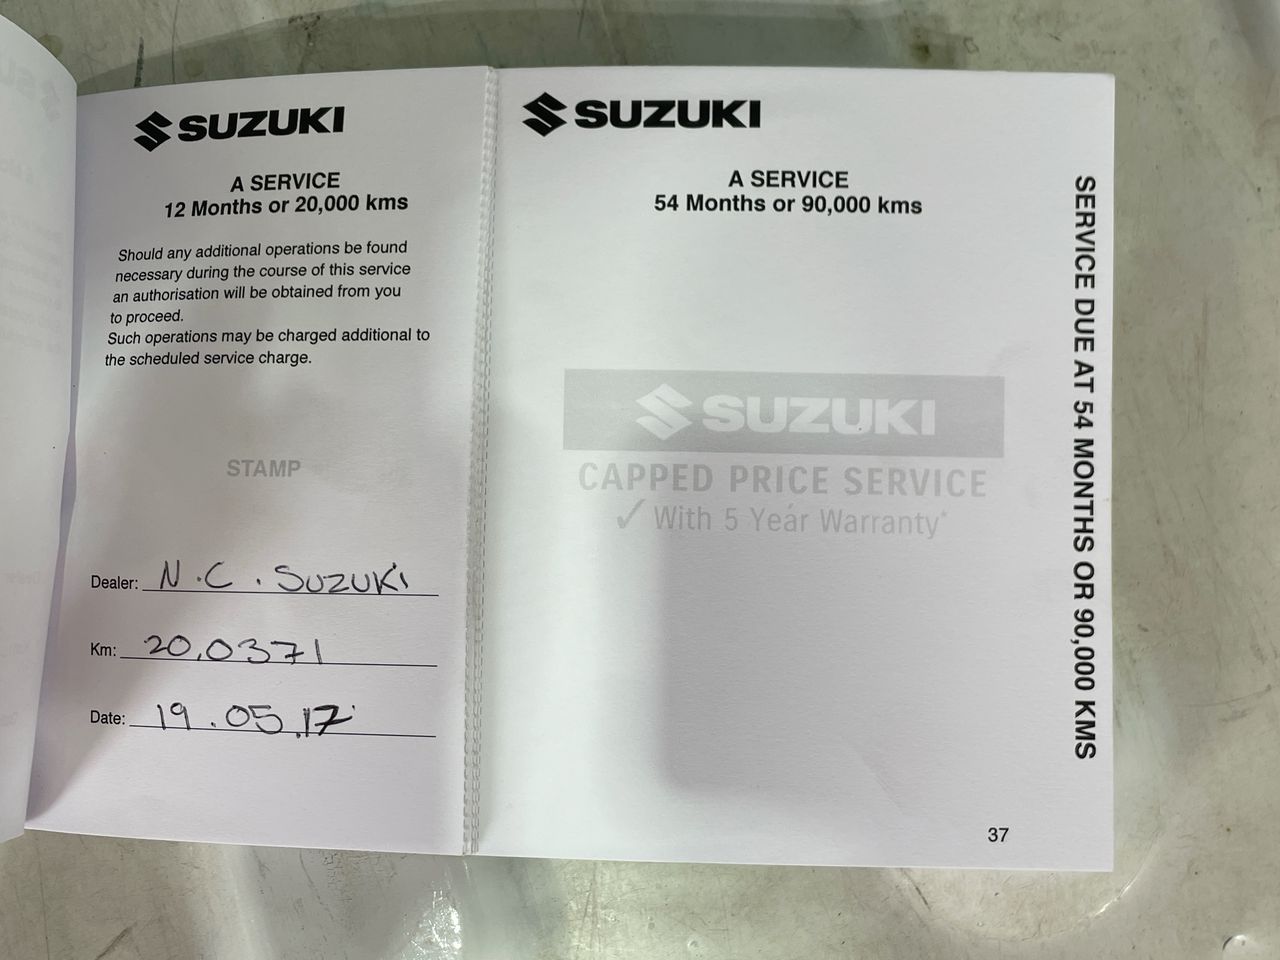 SUZUKI
A SERVICE
12 Months or 20,000 kms
Should any additional operations be found
necessary during the course of this service
an authorisation will be obtained from you
to proceed.
Such operations may be charged additional to
the scheduled service charge.
STAMP
Dealer: N.C. SUZUKI
Km: 20,0371
Date: 19.05.17
SUZUKI
A SERVICE
54 Months or 90,000 kms
SUZUKI
CAPPED PRICE SERVICE
✓ With 5 Year Warranty*
37
SERVICE DUE AT 54 MONTHS OR 90,000 KMS